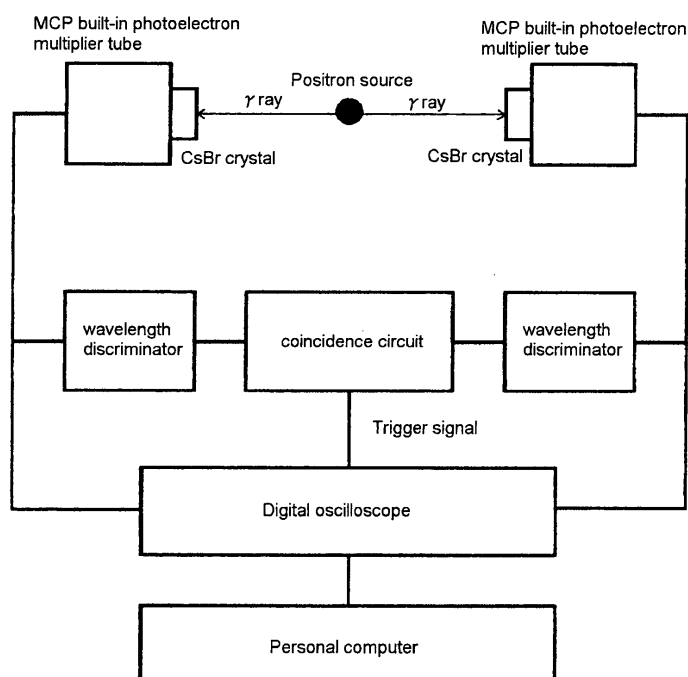 MCP built-in photoelectron
multiplier tube
MCP built-in photoelectron
multiplier tube
Positron source
γ ray
γ ray
CsBr crystal
CsBr crystal
wavelength
discriminator
coincidence circuit
wavelength
discriminator
Trigger signal
Digital oscilloscope
Personal computer